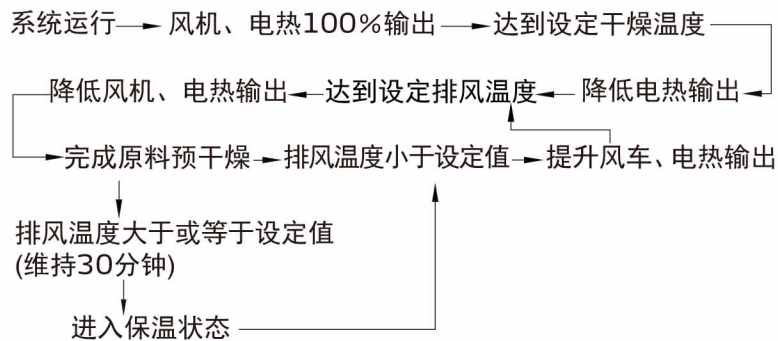 系统运行 风机、电热100%输出 达到设定干燥温度
降低风机、电热输出 达到设定排风温度 降低电热输出
完成原料预干燥 排风温度小于设定值 提升风车、电热输出
排风温度大于或等于设定值
(维持30分钟)
进入保温状态